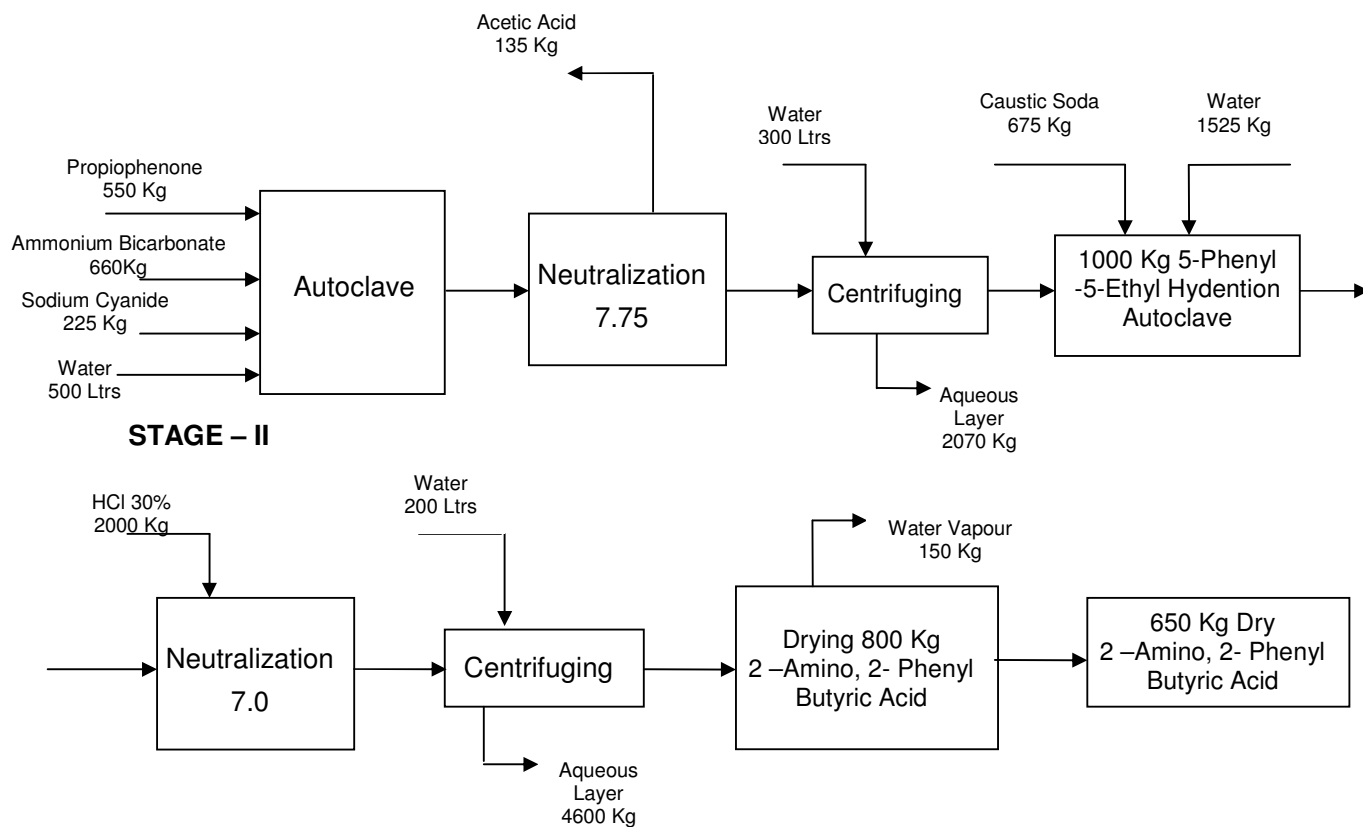 Acetic Acid
135 Kg
Propiophenone
550 Kg
Ammonium Bicarbonate
660Kg
Sodium Cyanide
225 Kg
Water
500 Ltrs
Autoclave
Neutralization
7.75
Water
300 Ltrs
Centrifuging
Aqueous
Layer
2070 Kg
Caustic Soda
675 Kg
Water
1525 Kg
1000 Kg 5-Phenyl
-5-Ethyl Hydention
Autoclave
STAGE – II
HCl 30%
2000 Kg
Neutralization
7.0
Water
200 Ltrs
Centrifuging
Aqueous
Layer
4600 Kg
Water Vapour
150 Kg
Drying 800 Kg
2 –Amino, 2- Phenyl
Butyric Acid
650 Kg Dry
2 –Amino, 2- Phenyl
Butyric Acid